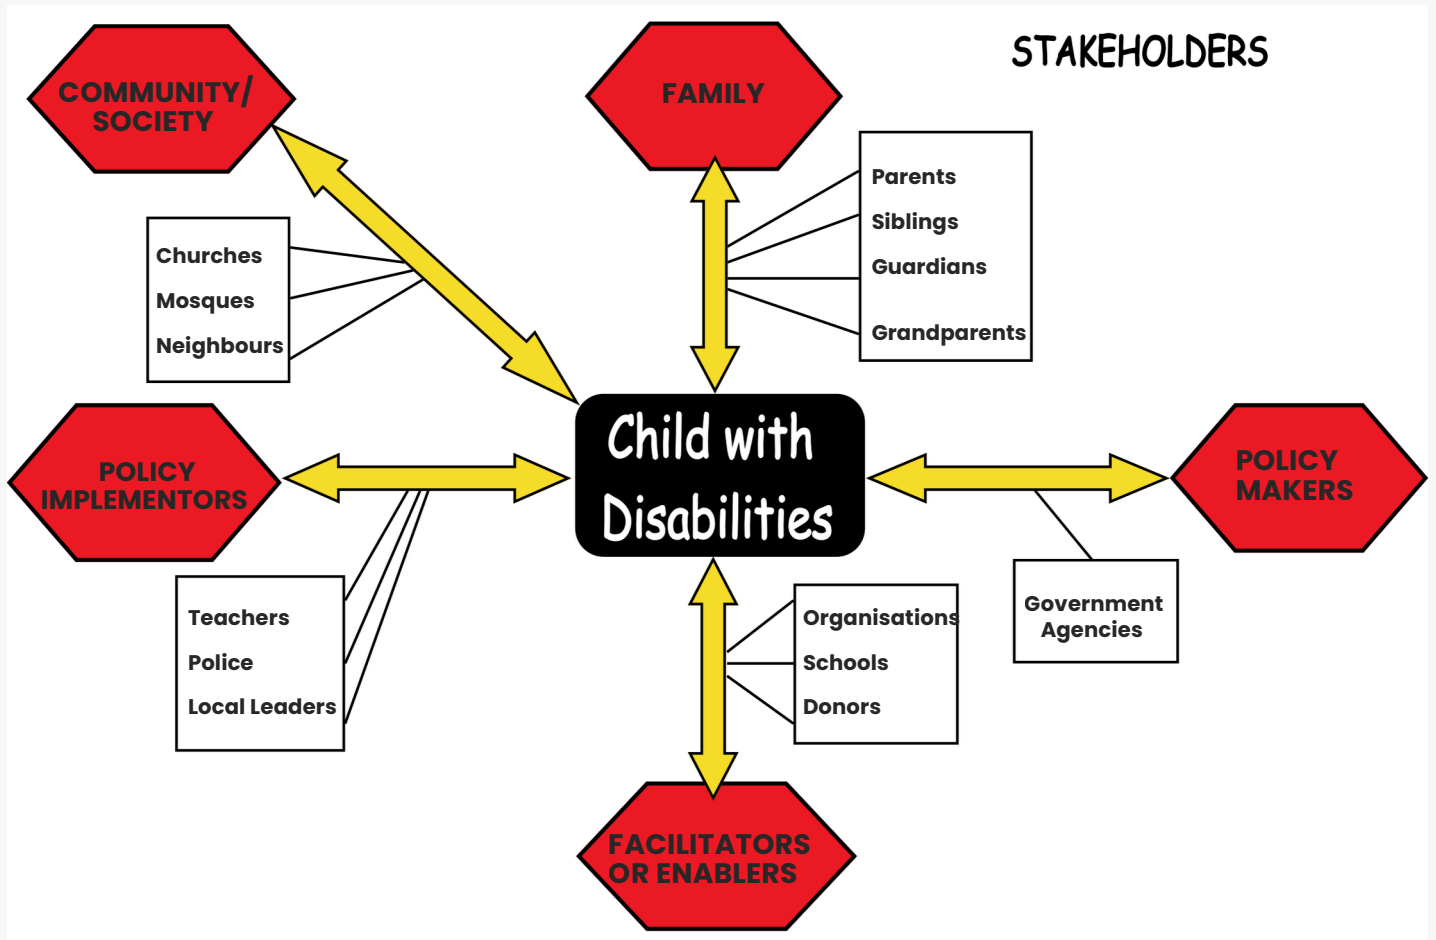 STAKEHOLDERS
COMMUNITY/
SOCIETY
FAMILY
Parents
Siblings
Guardians
Grandparents
Churches
Mosques
Neighbours
Child with
Disabilities
POLICY
IMPLEMENTORS
POLICY
MAKERS
Teachers
Police
Local Leaders
Organisations
Schools
Donors
Government
Agencies
FACILITATORS
OR ENABLERS